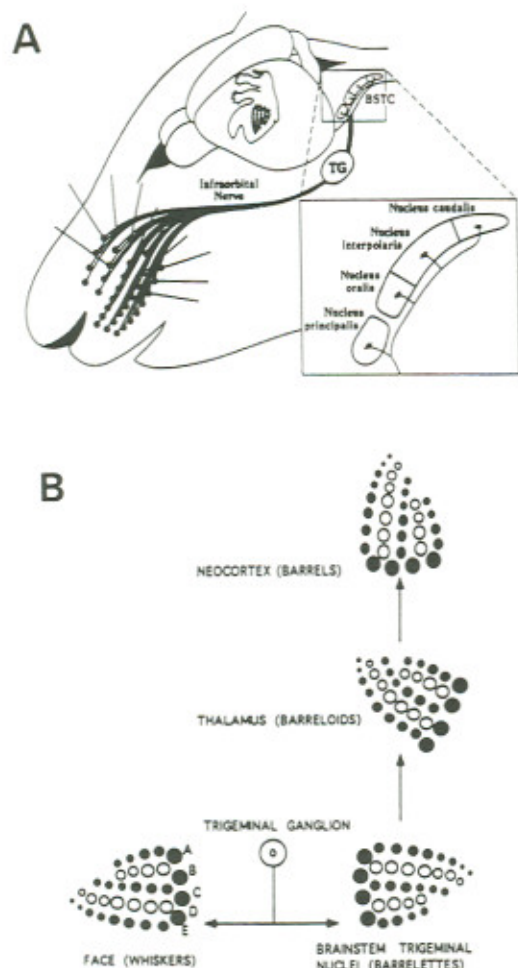 A
BSTC
TG
Infraorbital
Nerve
Nucleus caudalis
Nucleus
interpolaris
Nucleus
oralis
Nucleus
principalis
B
NEOCORTEX (BARRELS)
THALAMUS (BARRELOIDS)
TRIGEMINAL GANGLION
A
B
C
D
E
FACE (WHISKERS)
BRAINSTEM TRIGEMINAL
NUCLEI (BARRELETTES)